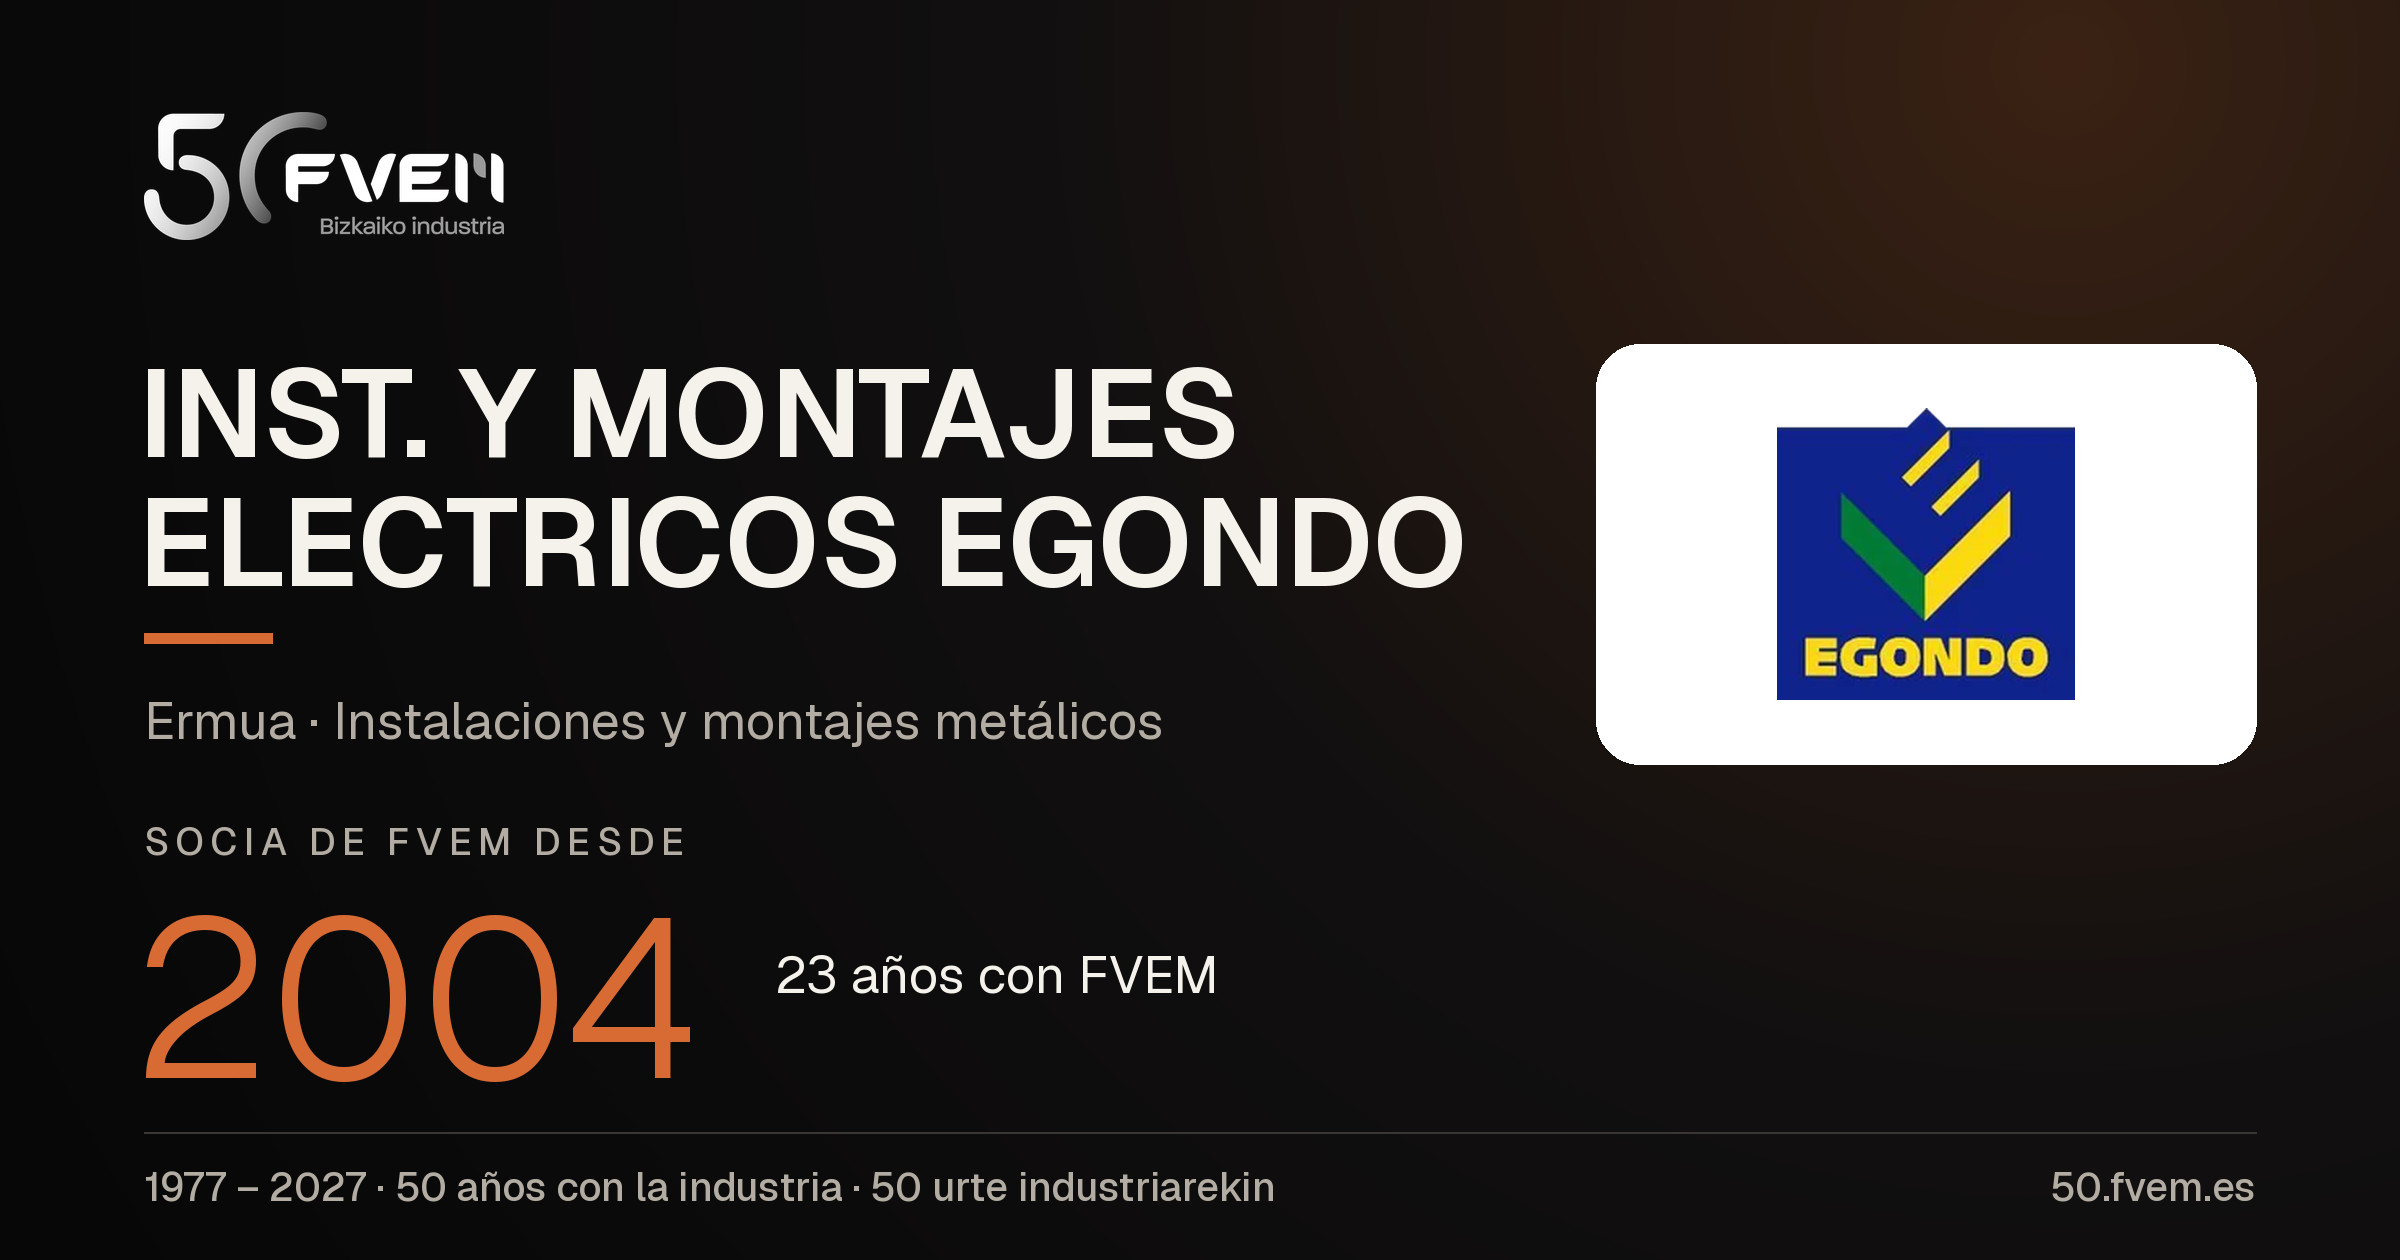 50 FVEM
Bizkaiko industria
INST. Y MONTAJES
ELECTRICOS EGONDO
EGONDO
Ermua · Instalaciones y montajes metálicos
SOCIA DE FVEM DESDE
2004
23 años con FVEM
1977 – 2027 · 50 años con la industria · 50 urte industriarekin
50.fvem.es